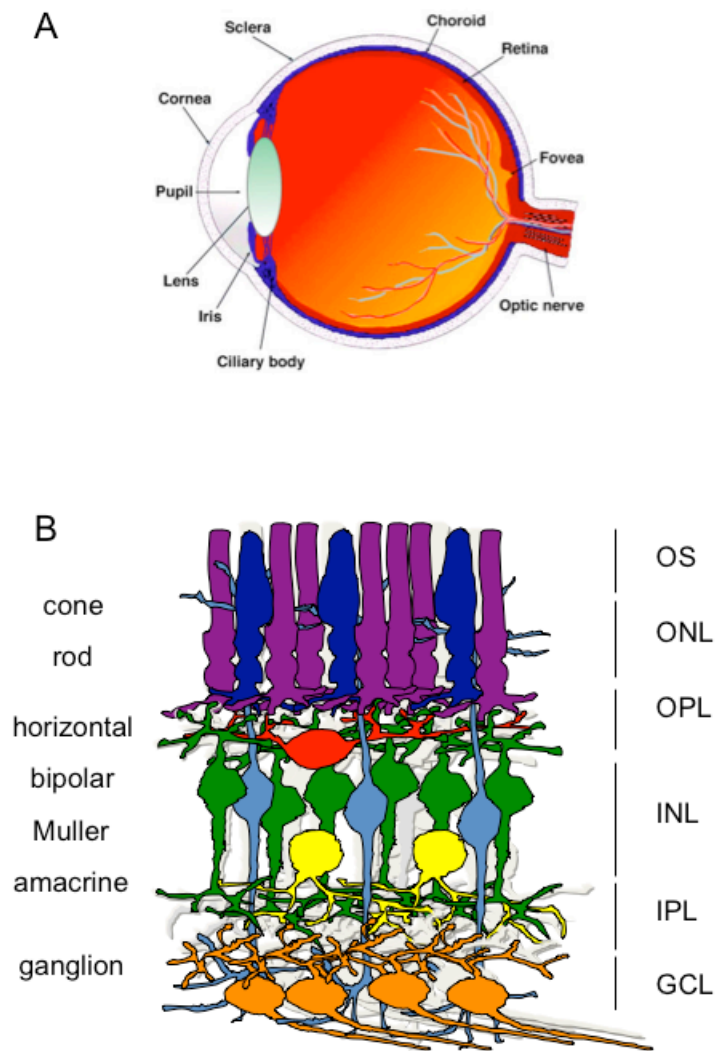 A
Choroid
Sclera
Retina
Cornea
Fovea
Pupil
Lens
Optic nerve
Iris
Ciliary body
B
OS
cone
ONL
rod
OPL
horizontal
bipolar
INL
Muller
amacrine
IPL
ganglion
GCL